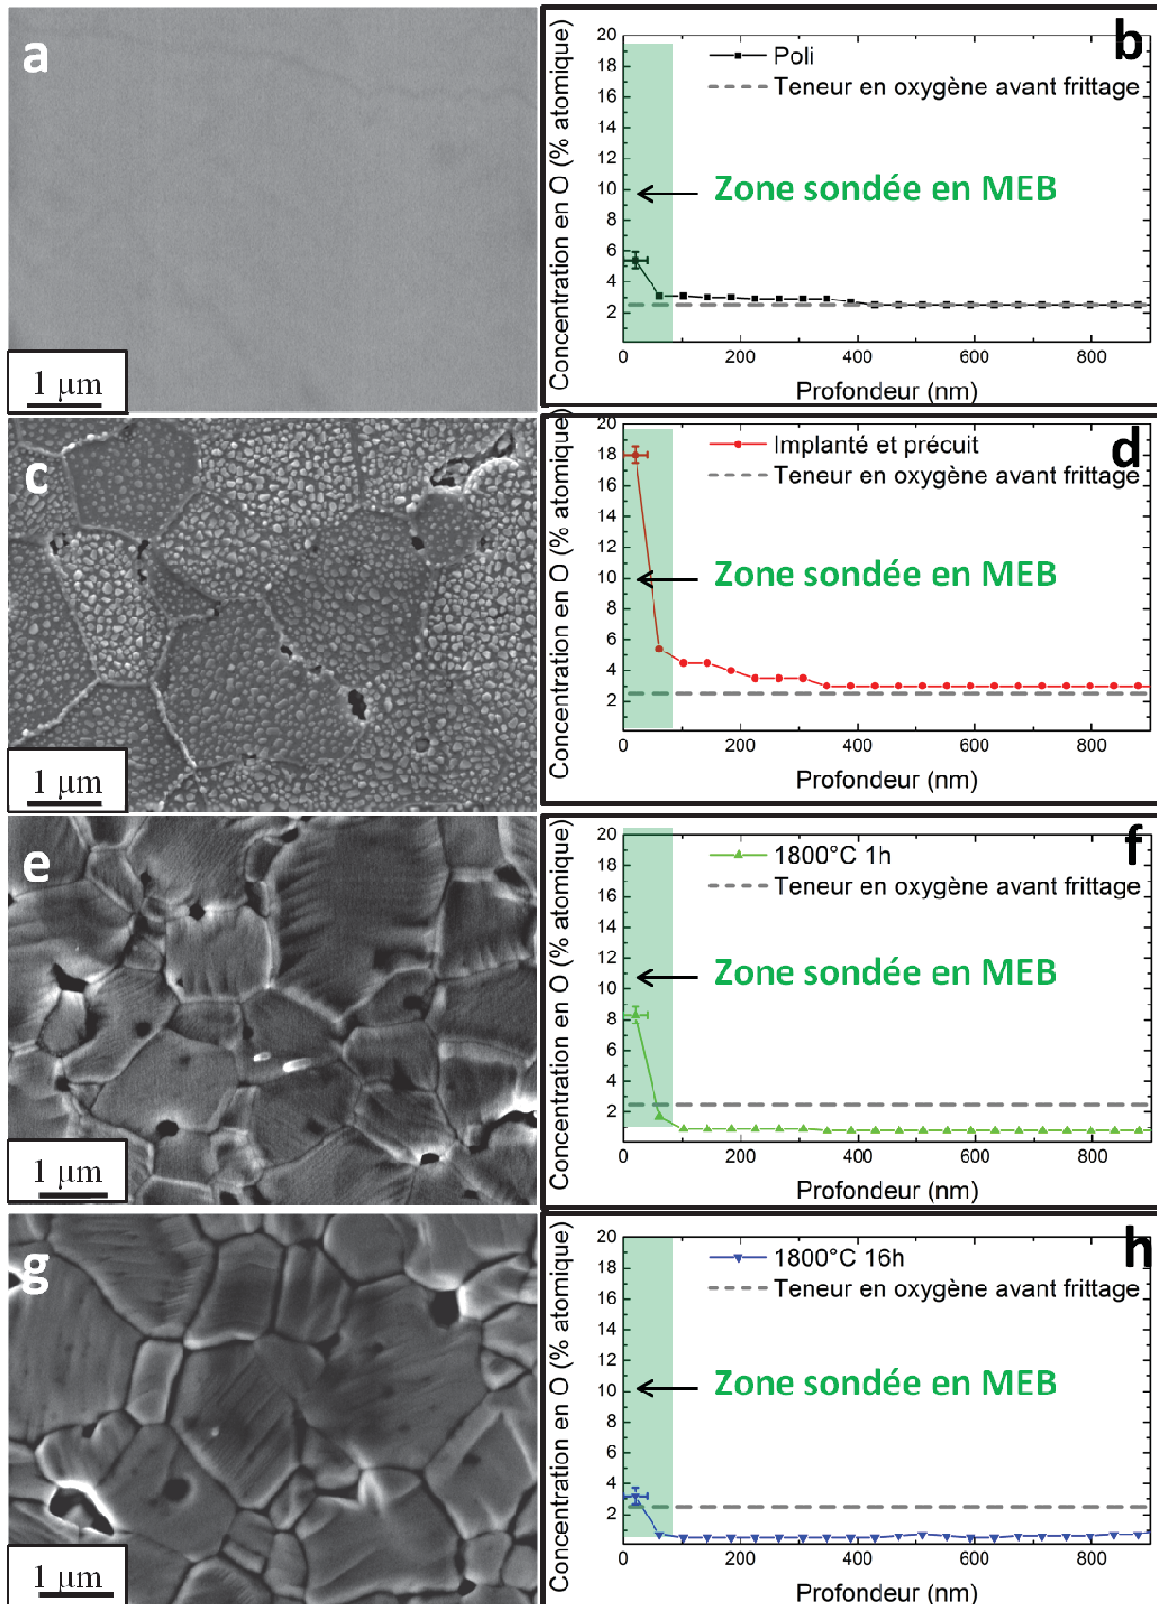 a
1 µm
b
Poli
Teneur en oxygène avant frittage
Zone sondée en MEB
Concentration en O (% atomique)
20
18
16
14
12
10
8
6
4
2
0
200
400
600
800
Profondeur (nm)
c
1 µm
d
Implanté et précuit
Teneur en oxygène avant frittage
Zone sondée en MEB
Concentration en O (% atomique)
20
18
16
14
12
10
8
6
4
2
0
200
400
600
800
Profondeur (nm)
e
1 µm
f
1800°C 1h
Teneur en oxygène avant frittage
Zone sondée en MEB
Concentration en O (% atomique)
20
18
16
14
12
10
8
6
4
2
0
200
400
600
800
Profondeur (nm)
g
1 µm
h
1800°C 16h
Teneur en oxygène avant frittage
Zone sondée en MEB
Concentration en O (% atomique)
20
18
16
14
12
10
8
6
4
2
0
200
400
600
800
Profondeur (nm)